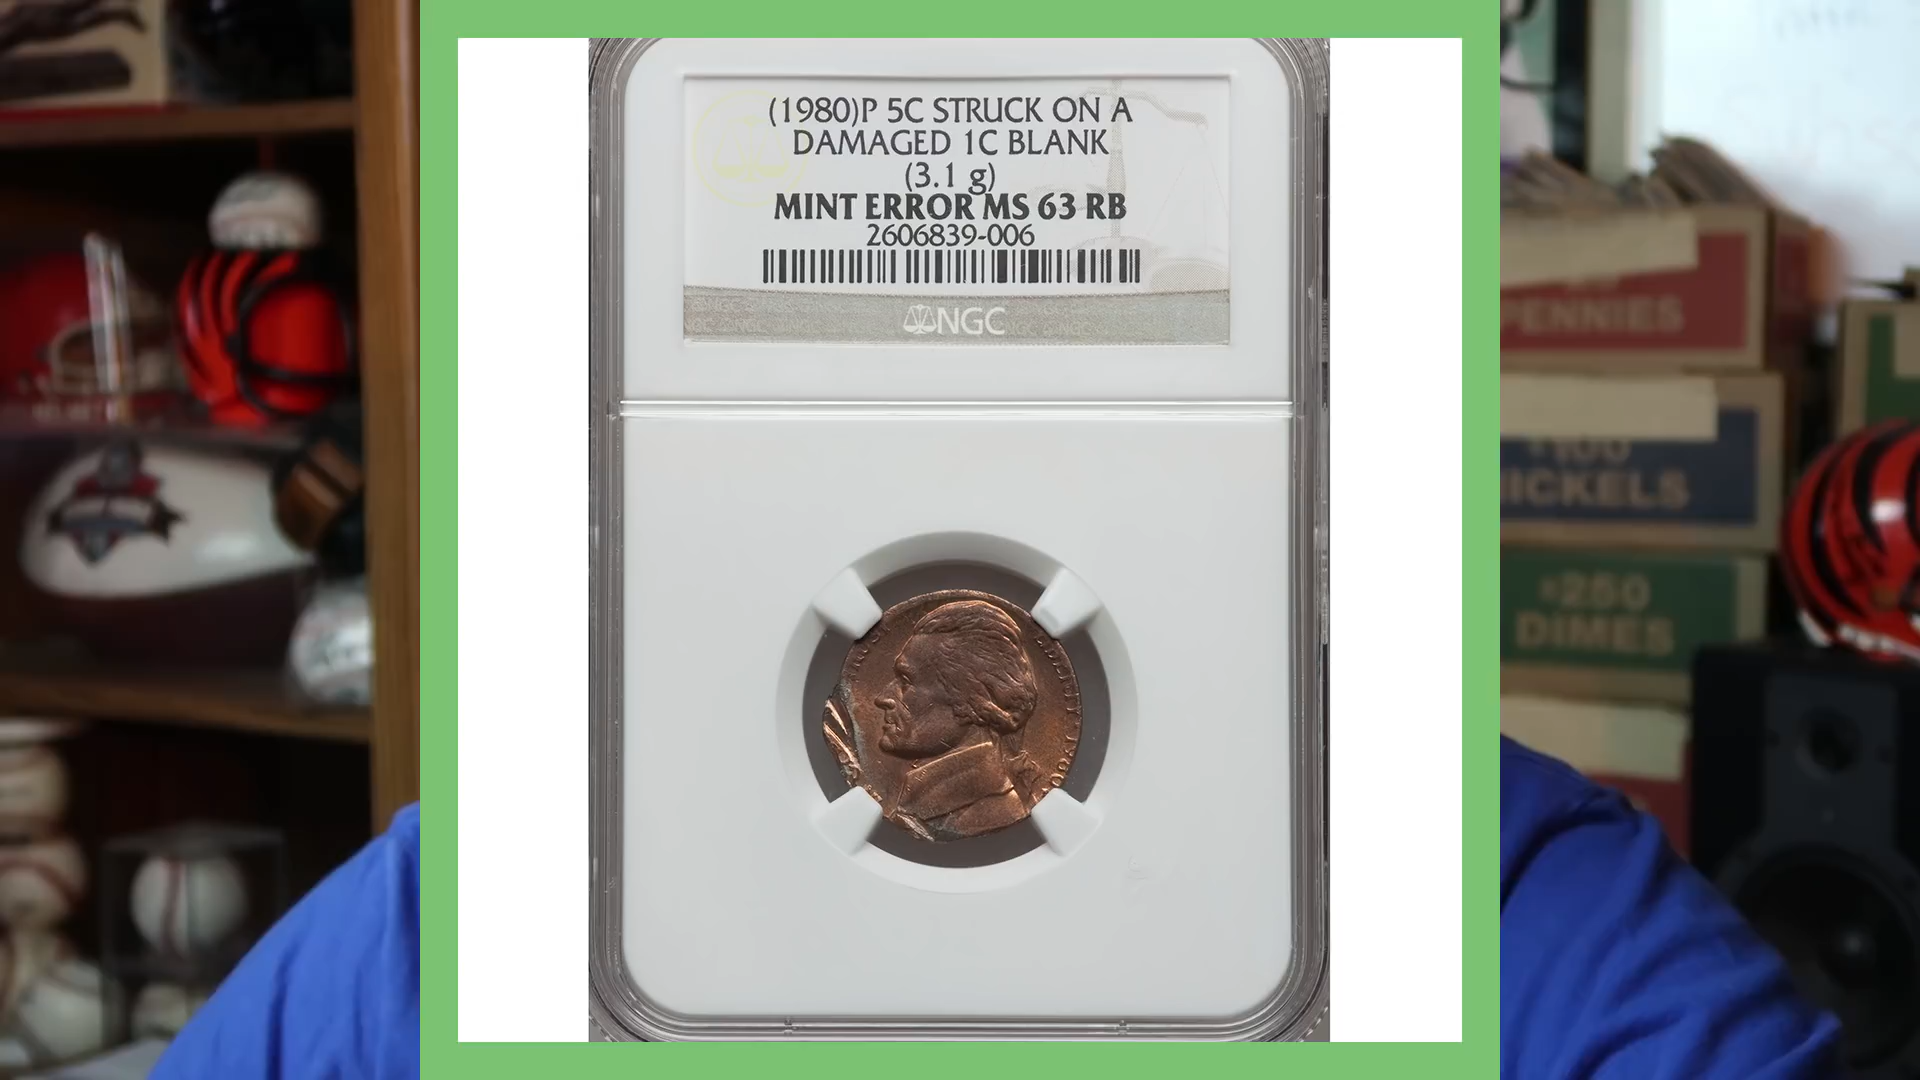 (1980)P 5C STRUCK ON A
DAMAGED 1C BLANK
(3.1 g)
MINT ERROR MS 63 RB
2606839-006
NGC
PENNIES
$100
NICKELS
$250
DIMES